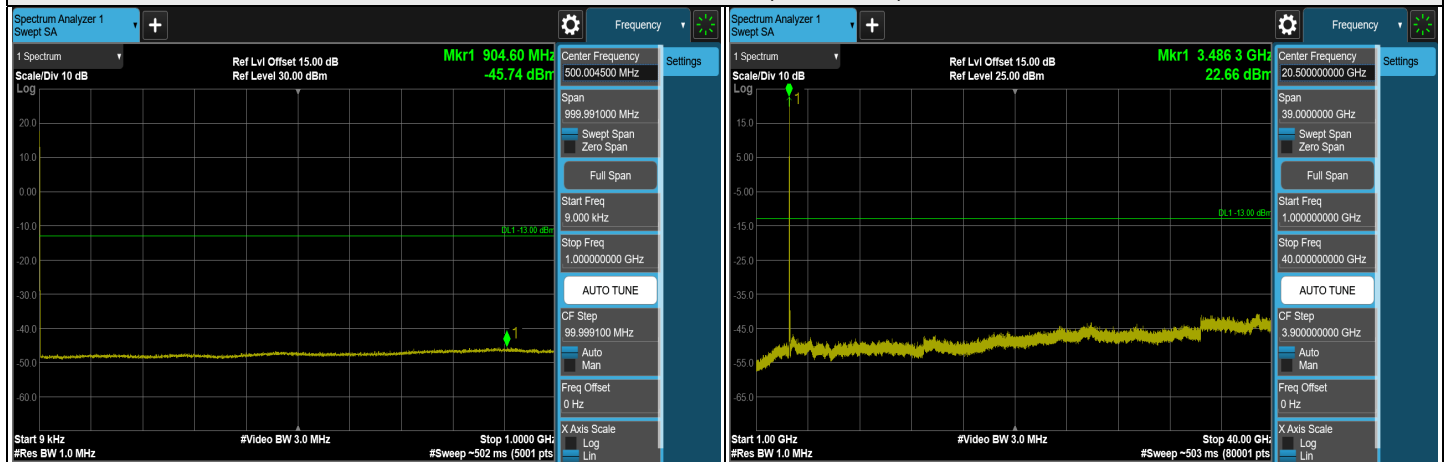 Spectrum Analyzer 1
Swept SA
+
Frequency
1 Spectrum
Scale/Div 10 dB
Log
Ref Lvl Offset 15.00 dB
Ref Level 30.00 dBm
Mkr1 904.60 MHz
-45.74 dBm
20.0
10.0
0.00
-10.0
-20.0
-30.0
-40.0
-50.0
-60.0
DL1 -13.00 dBm
1
Start 9 kHz
#Res BW 1.0 MHz
#Video BW 3.0 MHz
Stop 1.0000 GHz
#Sweep ~502 ms (5001 pts
Center Frequency
500.004500 MHz
Span
999.991000 MHz
Swept Span
Zero Span
Full Span
Start Freq
9.000 kHz
Stop Freq
1.000000000 GHz
AUTO TUNE
CF Step
99.999100 MHz
Auto
Man
Freq Offset
0 Hz
X Axis Scale
Log
Lin
Settings
Spectrum Analyzer 1
Swept SA
+
Frequency
1 Spectrum
Scale/Div 10 dB
Log
Ref Lvl Offset 15.00 dB
Ref Level 25.00 dBm
Mkr1 3.486 3 GHz
22.66 dBm
1
15.0
5.00
-5.00
-15.0
-25.0
-35.0
-45.0
-55.0
-65.0
DL1 -13.00 dBm
Start 1.00 GHz
#Res BW 1.0 MHz
#Video BW 3.0 MHz
Stop 40.00 GHz
#Sweep ~503 ms (80001 pts
Center Frequency
20.500000000 GHz
Span
39.0000000 GHz
Swept Span
Zero Span
Full Span
Start Freq
1.000000000 GHz
Stop Freq
40.000000000 GHz
AUTO TUNE
CF Step
3.900000000 GHz
Auto
Man
Freq Offset
0 Hz
X Axis Scale
Log
Lin
Settings